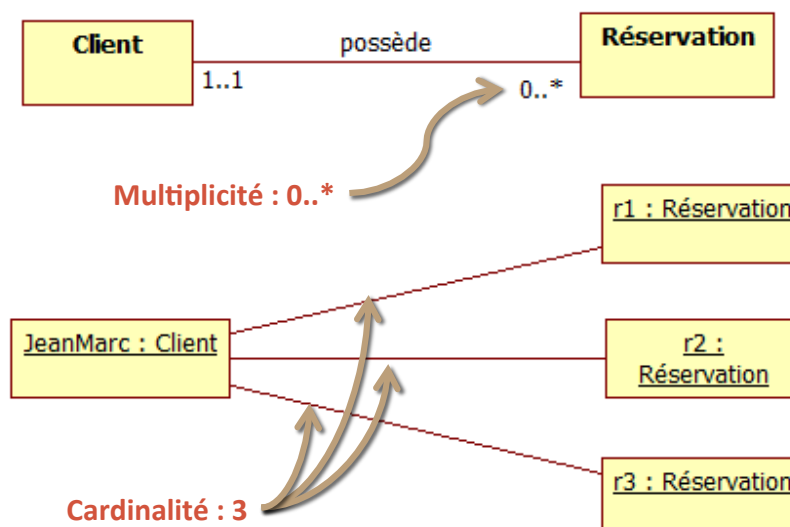 Client
possède
Réservation
1..1
0..*
Multiplicité : 0..*
r1 : Réservation
JeanMarc : Client
r2 :
Réservation
r3 : Réservation
Cardinalité : 3